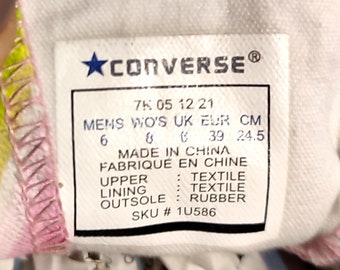 ★CONVERSE®
7K 05 12 21
MENS WO'S UK EUR CM
6 8 6 39 24.5
MADE IN CHINA
FABRIQUE EN CHINE
UPPER : TEXTILE
LINING : TEXTILE
OUTSOLE : RUBBER
SKU # 1U586